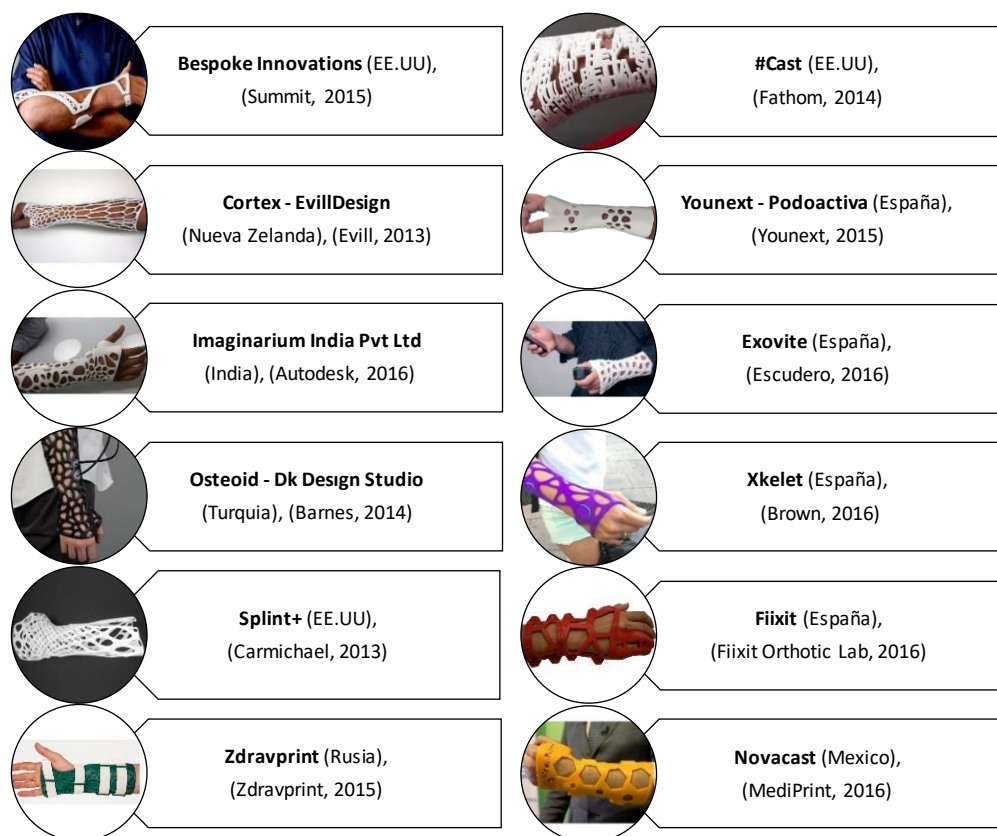 Bespoke Innovations (EE.UU),
(Summit, 2015)
#Cast (EE.UU),
(Fathom, 2014)
Cortex - EvillDesign
(Nueva Zelanda), (Evill, 2013)
Younext - Podoactiva (España),
(Younext, 2015)
Imaginarium India Pvt Ltd
(India), (Autodesk, 2016)
Exovite (España),
(Escudero, 2016)
Osteoid - Dk Desıgn Studio
(Turquia), (Barnes, 2014)
Xkelet (España),
(Brown, 2016)
Splint+ (EE.UU),
(Carmichael, 2013)
Fiixit (España),
(Fiixit Orthotic Lab, 2016)
Zdravprint (Rusia),
(Zdravprint, 2015)
Novacast (Mexico),
(MediPrint, 2016)